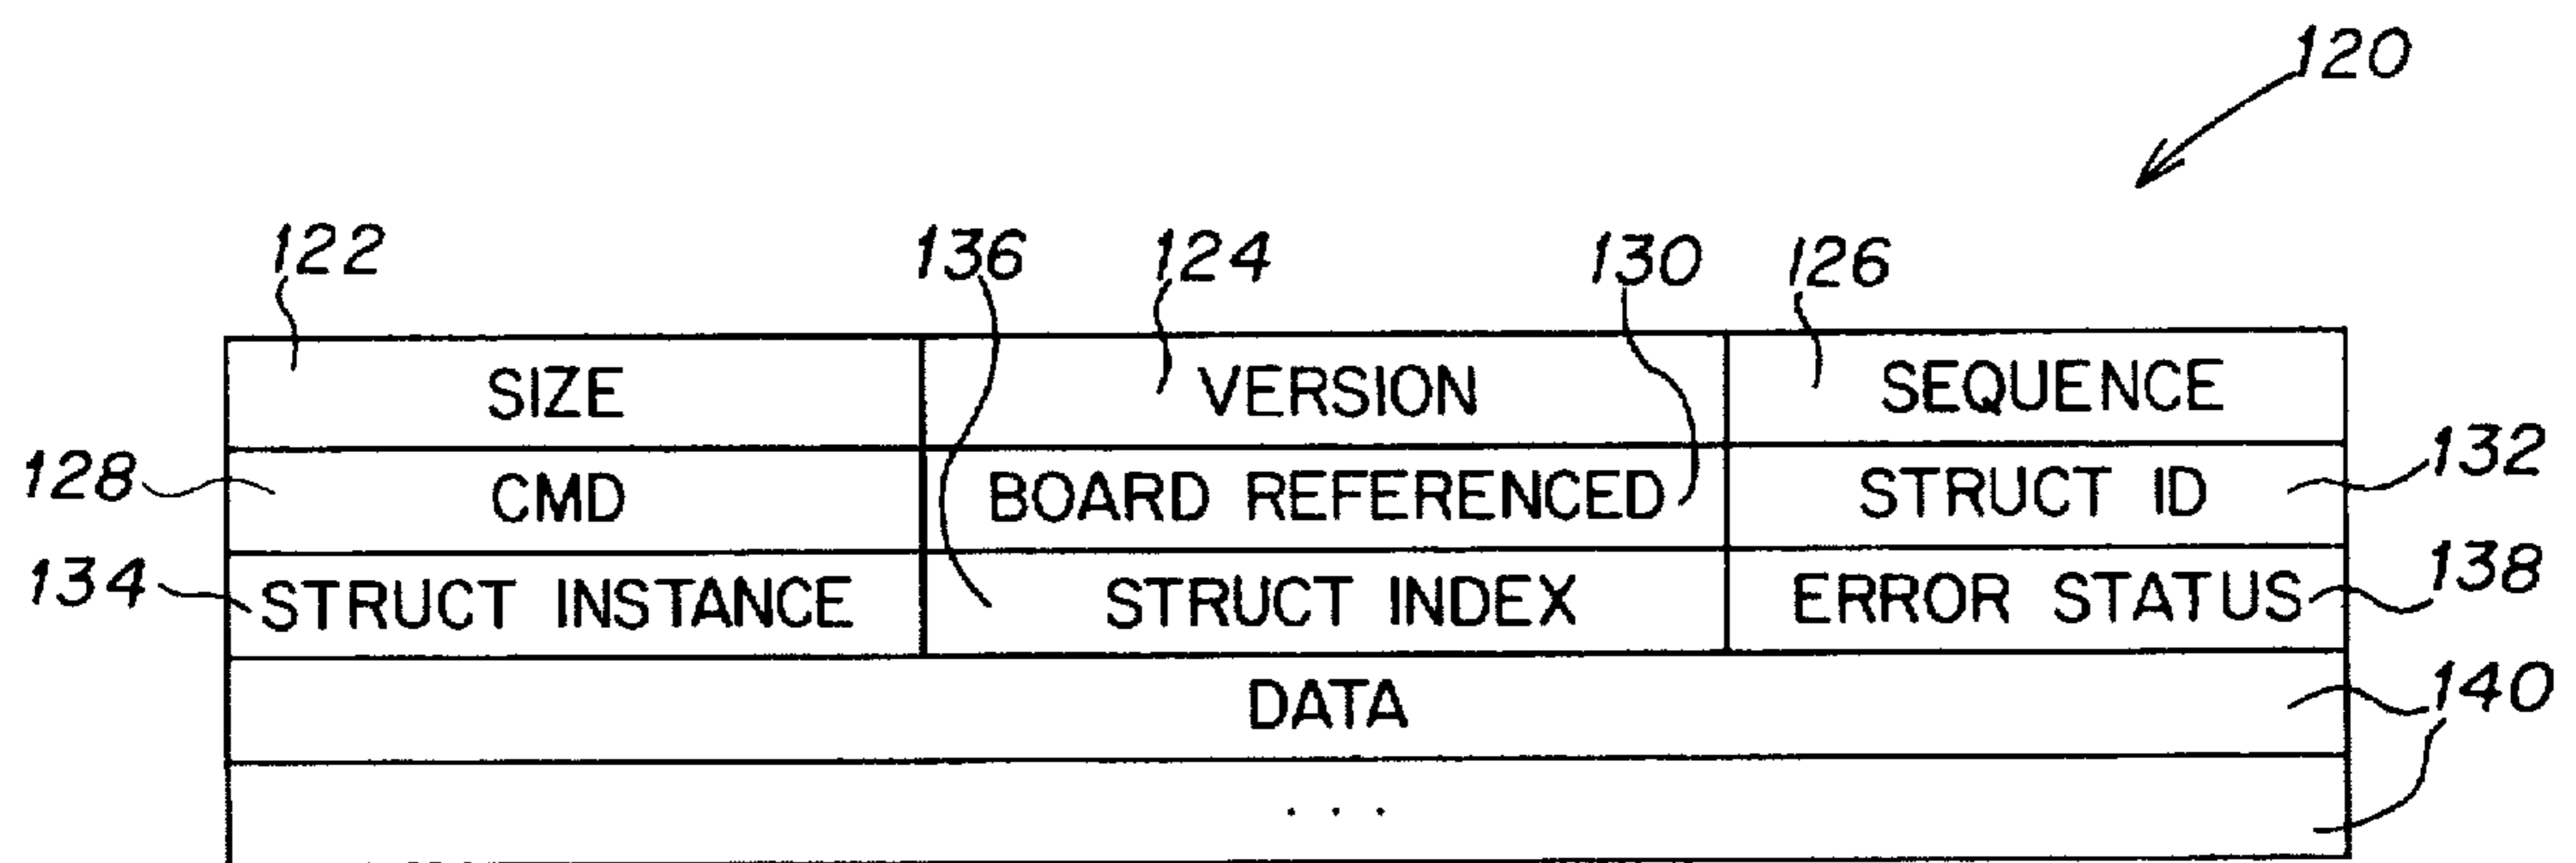 120
122 136 124 130 126
SIZE VERSION SEQUENCE
128 CMD BOARD REFERENCED STRUCT ID 132
134 STRUCT INSTANCE STRUCT INDEX ERROR STATUS 138
DATA 140
. . .